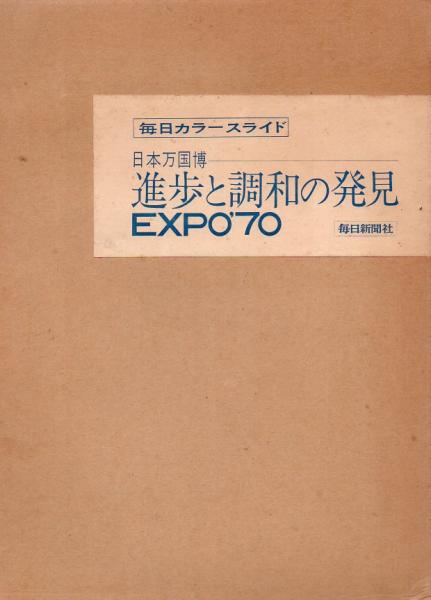 毎日カラースライド
日本万国博
進歩と調和の発見
EXPO'70
毎日新聞社